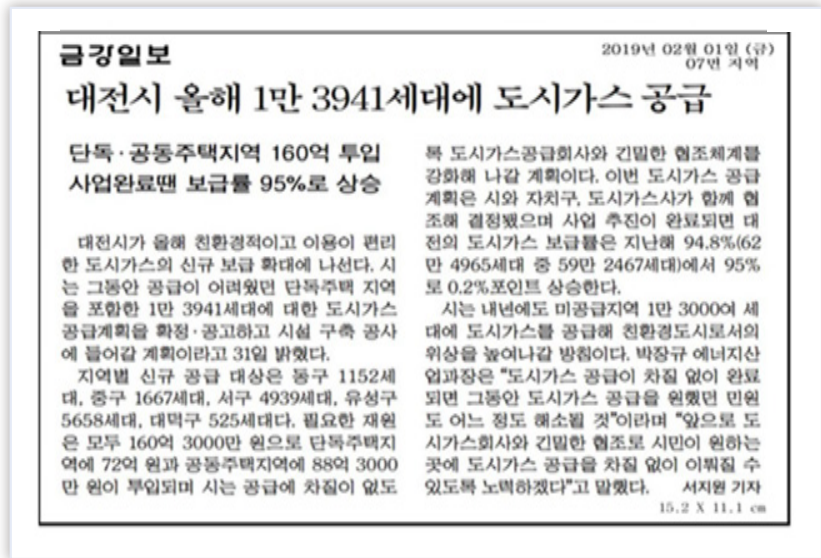 금강일보
2019년 02월 01일 (금)
07면 지역
대전시 올해 1만 3941세대에 도시가스 공급
단독·공동주택지역 160억 투입
사업완료땐 보급률 95%로 상승
대전시가 올해 친환경적이고 이용이 편리
한 도시가스의 신규 보급 확대에 나선다. 시
는 그동안 공급이 어려웠던 단독주택 지역
을 포함한 1만 3941세대에 대한 도시가스
공급계획을 확정·공고하고 시설 구축 공사
에 들어갈 계획이라고 31일 밝혔다.
지역별 신규 공급 대상은 동구 1152세
대, 중구 1667세대, 서구 4939세대, 유성구
5658세대, 대덕구 525세대다. 필요한 재원
은 모두 160억 3000만 원으로 단독주택지
역에 72억 원과 공동주택지역에 88억 3000
만 원이 투입되며 시는 공급에 차질이 없도
록 도시가스공급회사와 긴밀한 협조체계를
강화해 나갈 계획이다. 이번 도시가스 공급
계획은 시와 자치구, 도시가스사가 함께 협
조해 결정됐으며 사업 추진이 완료되면 대
전의 도시가스 보급률은 지난해 94.8%(62
만 4965세대 중 59만 2467세대)에서 95%
로 0.2%포인트 상승한다.
시는 내년에도 미공급지역 1만 3000여 세
대에 도시가스를 공급해 친환경도시로서의
위상을 높여나갈 방침이다. 박장규 에너지산
업과장은 “도시가스 공급이 차질 없이 완료
되면 그동안 도시가스 공급을 원했던 민원
도 어느 정도 해소될 것”이라며 “앞으로 도
시가스회사와 긴밀한 협조로 시민이 원하는
곳에 도시가스 공급을 차질 없이 이뤄질 수
있도록 노력하겠다”고 말했다. 서지원 기자
15.2 X 11.1 cm